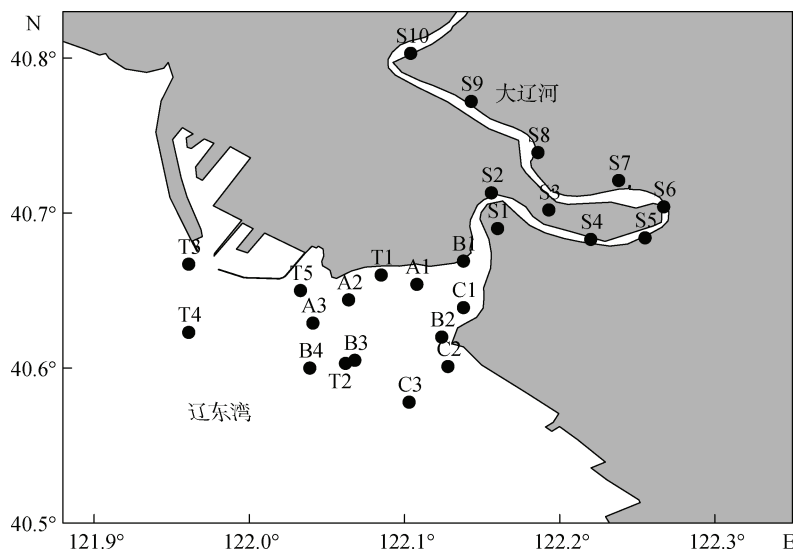 N
S10
40.8°
S9
大辽河
S8
S7
S2
S6
S3
40.7°
S1
S4
S5
B1
T3
T1
T5
A1
A2
C1
A3
T4
B2
B4
B3
C2
40.6°
T2
C3
辽东湾
40.5°
121.9°
122.0°
122.1°
122.2°
122.3°
E